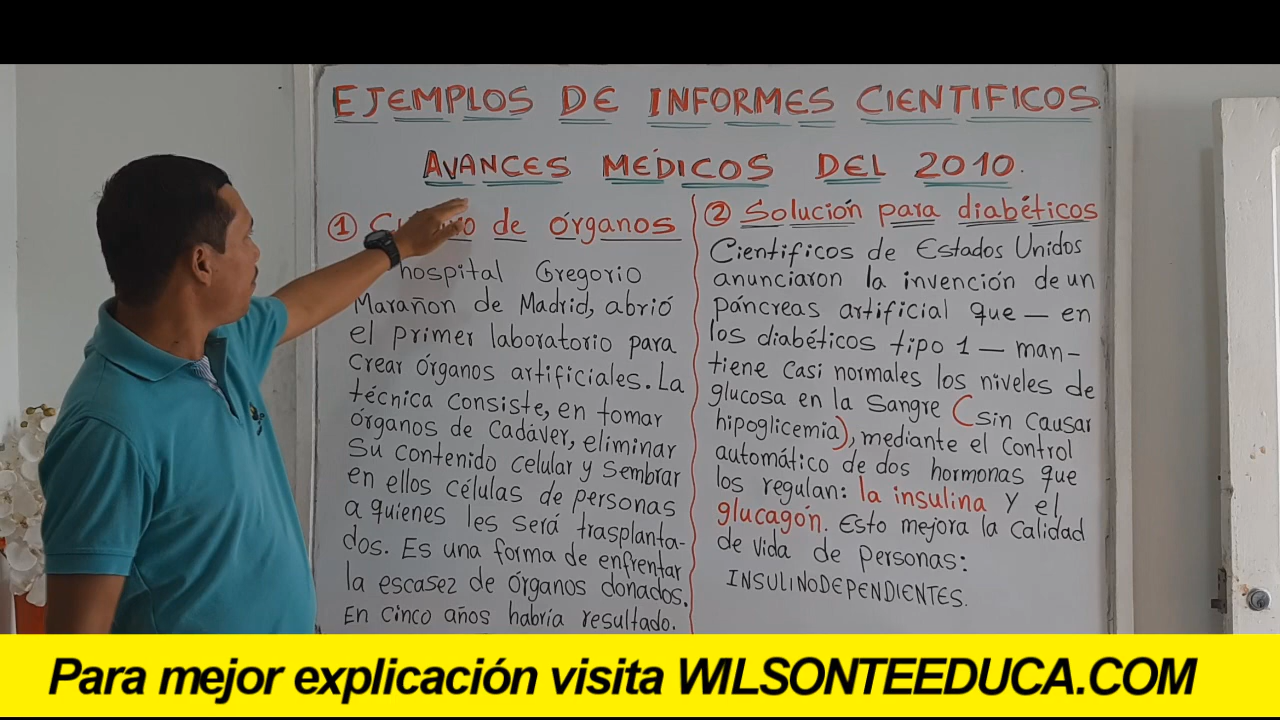 EJEMPLOS DE INFORMES CIENTIFICOS.
AVANCES MÉDICOS DEL 2010.
① de órganos
hospital Gregorio
Marañon de Madrid, abrió
el primer laboratorio para
crear órganos artificiales. La
técnica consiste, en tomar
órganos de cadáver, eliminar
su contenido celular y sembrar
en ellos células de personas
a quienes les será trasplanta-
dos. Es una forma de enfrentar
la escasez de órganos donados.
En cinco años habría resultado.
② Solución para diabéticos
Científicos de Estados Unidos
anunciaron la invención de un
páncreas artificial que — en
los diabéticos tipo 1 — man-
tiene casi normales los niveles de
glucosa en la sangre (sin causar
hipoglicemia), mediante el control
automático de dos hormonas que
los regulan: la insulina y el
glucagón. Esto mejora la calidad
de vida de personas:
INSULINODEPENDIENTES.
Para mejor explicación visita WILSONTEEDUCA.COM